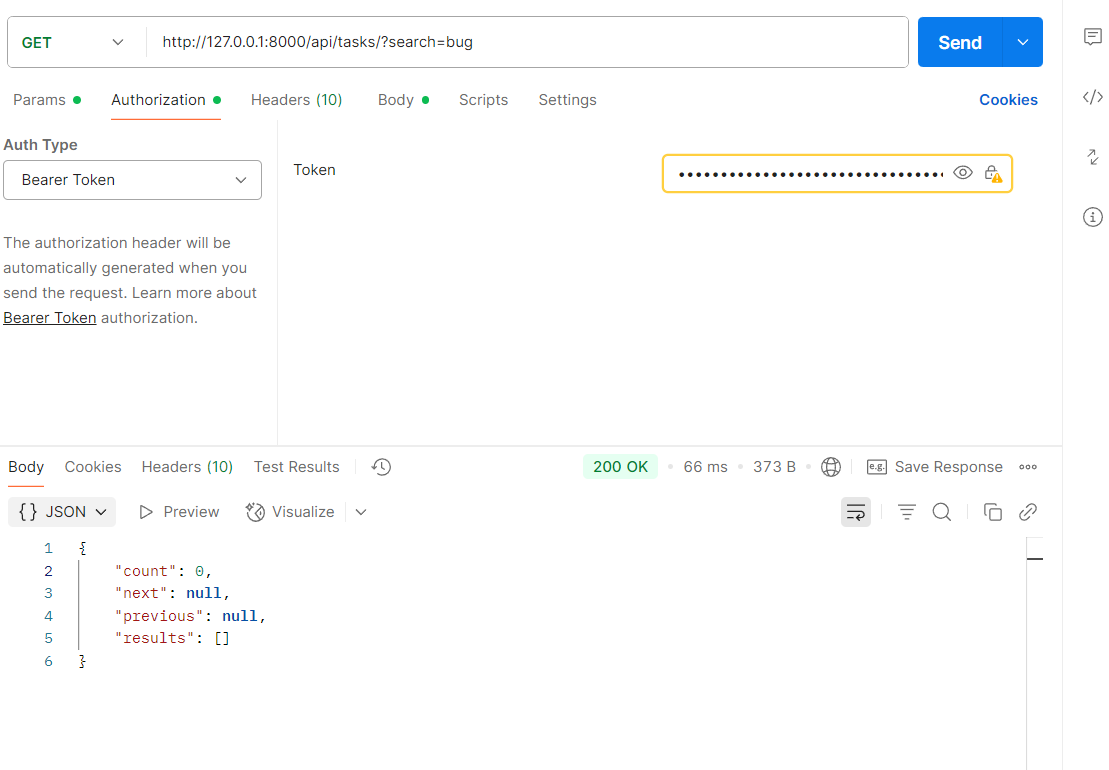 GET http://127.0.0.1:8000/api/tasks/?search=bug Send
Params Authorization Headers (10) Body Scripts Settings Cookies
Auth Type
Bearer Token
Token
••••••••••••••••••••••••••••••••
The authorization header will be
automatically generated when you
send the request. Learn more about
Bearer Token authorization.
Body Cookies Headers (10) Test Results 200 OK • 66 ms • 373 B • e.g. Save Response
{} JSON Preview Visualize
1 {
2 "count": 0,
3 "next": null,
4 "previous": null,
5 "results": []
6 }